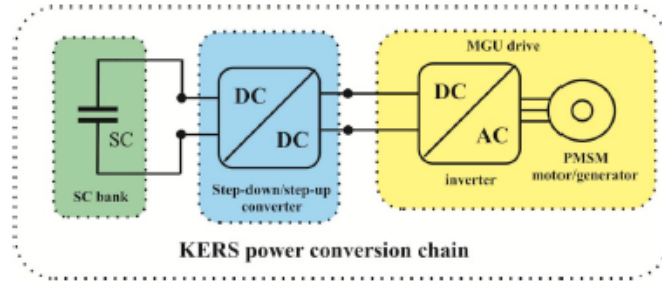 MGU drive
DC
DC
DC
AC
SC
SC bank
Step-down/step-up
converter
inverter
PMSM
motor/generator
KERS power conversion chain